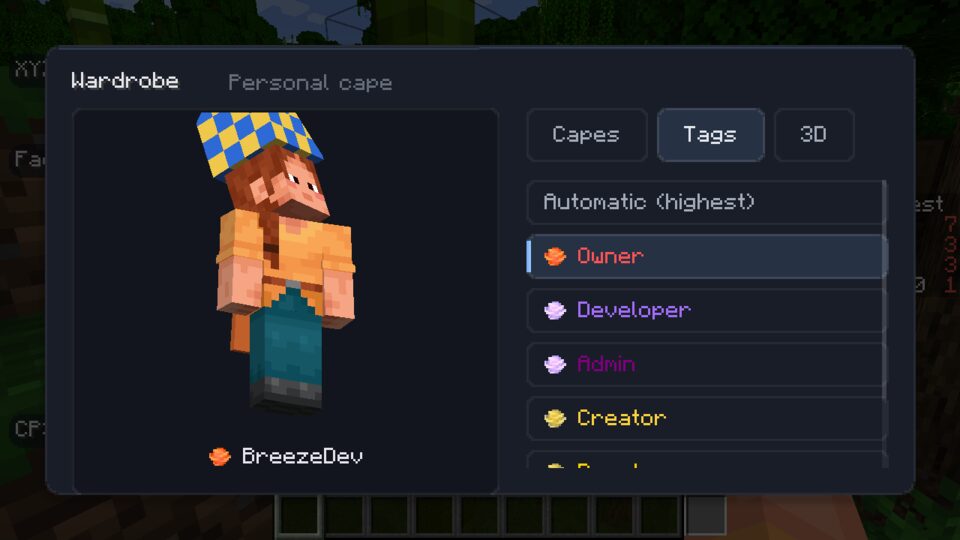 Wardrobe Personal cape
Capes Tags 3D
Automatic (highest)
Owner
Developer
Admin
Creator
BreezeDev